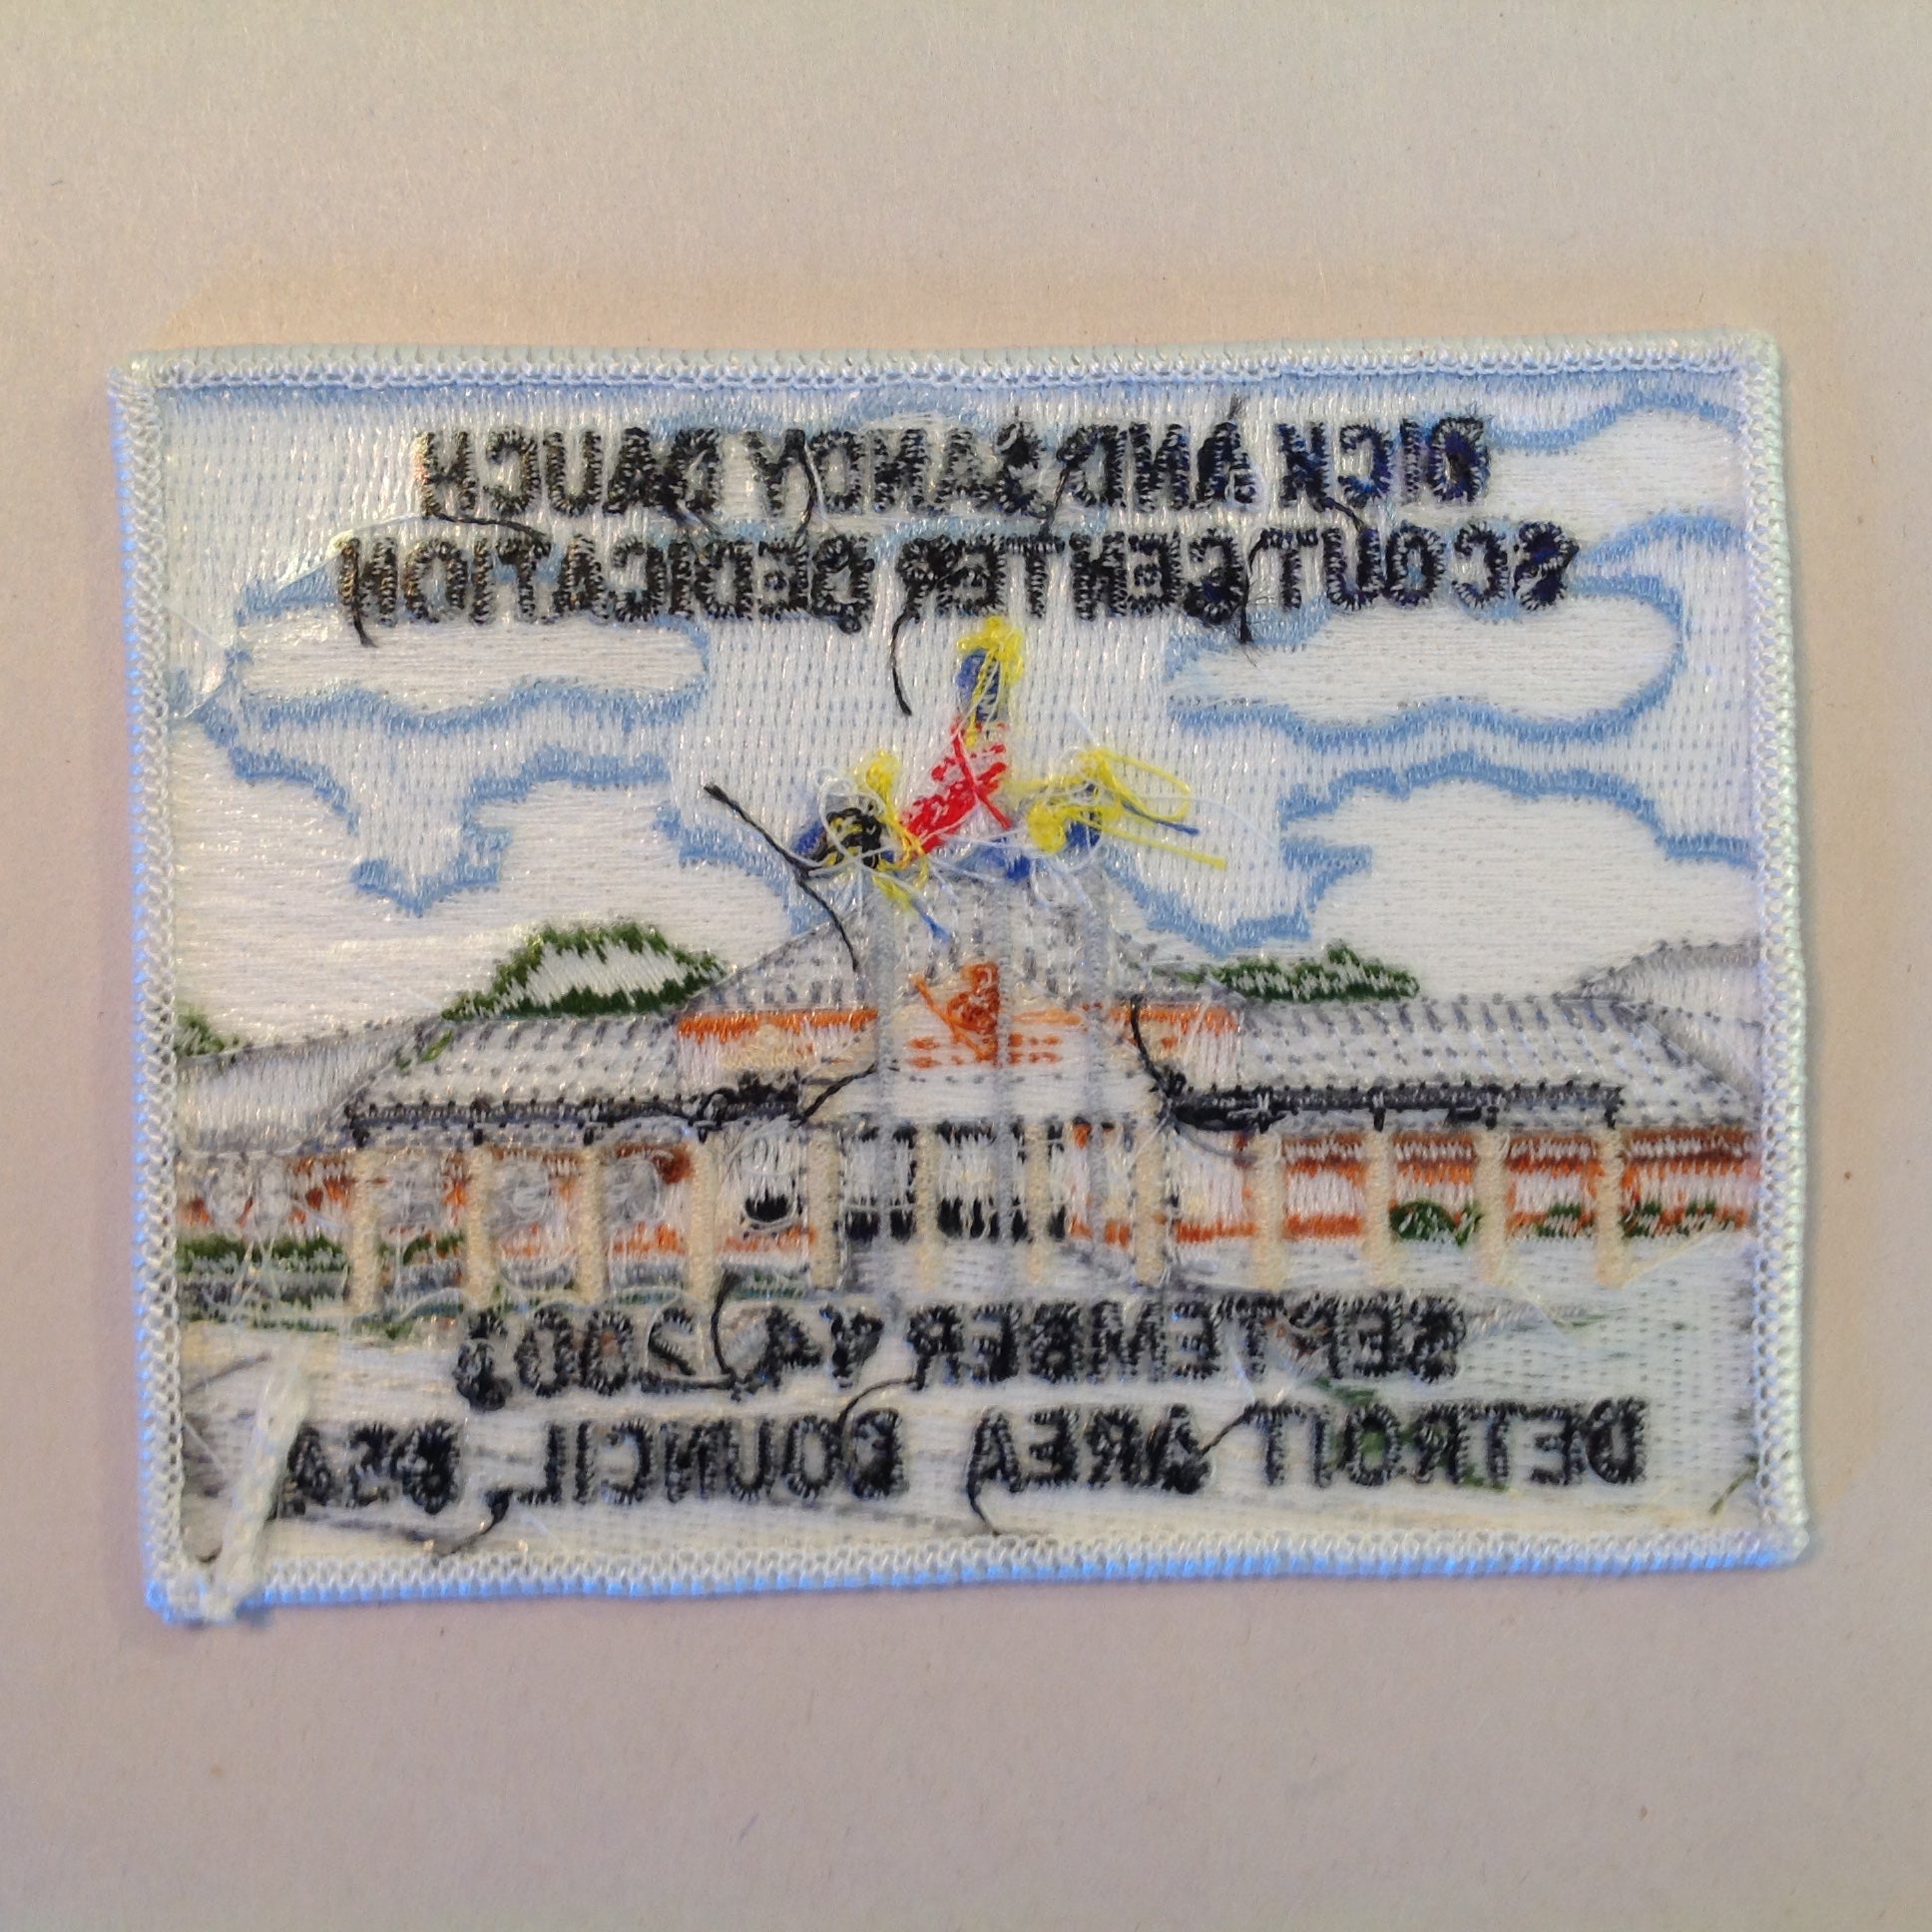 DICK AND SANDY DAUCH
SCOUT CENTER DEDICATION
SEPTEMBER 14, 2003
DETROIT AREA COUNCIL, BSA